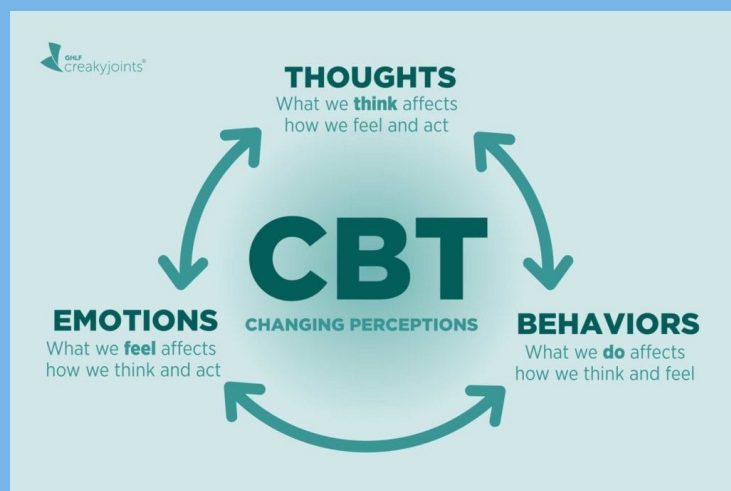 GHLF
creakyjoints®
THOUGHTS
What we think affects
how we feel and act
CBT
CHANGING PERCEPTIONS
EMOTIONS
What we feel affects
how we think and act
BEHAVIORS
What we do affects
how we think and feel